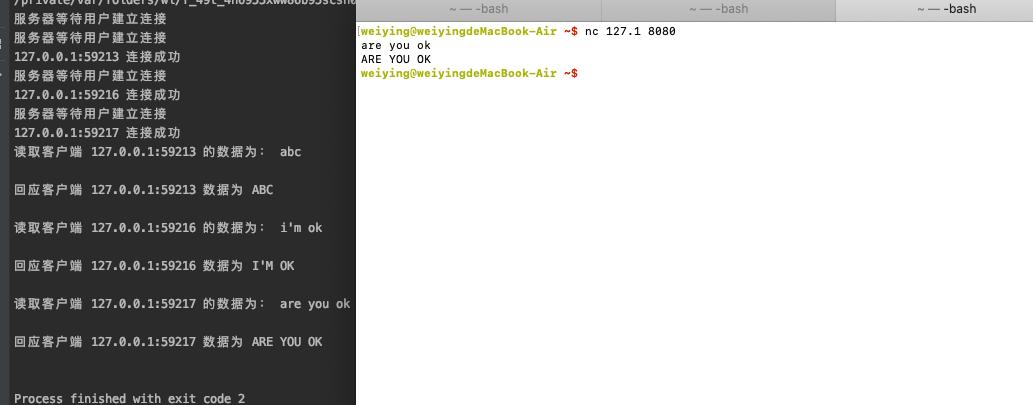 服务器等待用户建立连接
服务器等待用户建立连接
127.0.0.1:59213 连接成功
服务器等待用户建立连接
127.0.0.1:59216 连接成功
服务器等待用户建立连接
127.0.0.1:59217 连接成功
读取客户端 127.0.0.1:59213 的数据为： abc
回应客户端 127.0.0.1:59213 数据为 ABC
读取客户端 127.0.0.1:59216 的数据为： i'm ok
回应客户端 127.0.0.1:59216 数据为 I'M OK
读取客户端 127.0.0.1:59217 的数据为： are you ok
回应客户端 127.0.0.1:59217 数据为 ARE YOU OK
Process finished with exit code 2
~ — -bash
~ — -bash
~ — -bash
[weiying@weiyingdeMacBook-Air ~$ nc 127.1 8080
are you ok
ARE YOU OK
weiying@weiyingdeMacBook-Air ~$